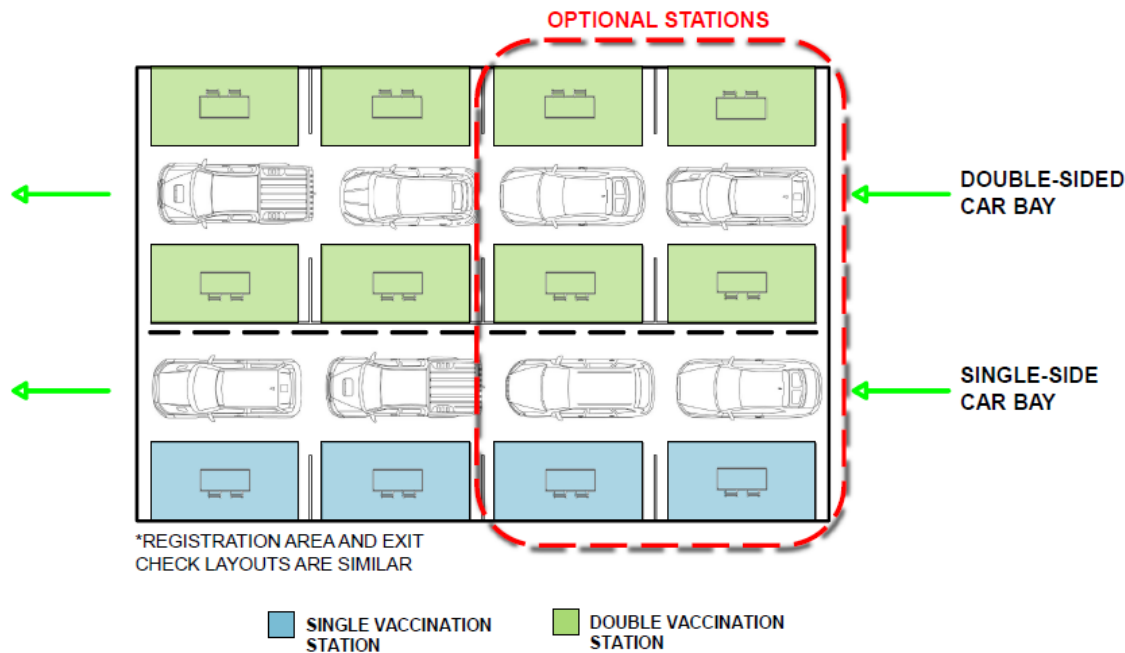 OPTIONAL STATIONS
DOUBLE-SIDED
CAR BAY
SINGLE-SIDE
CAR BAY
*REGISTRATION AREA AND EXIT
CHECK LAYOUTS ARE SIMILAR
SINGLE VACCINATION
STATION
DOUBLE VACCINATION
STATION